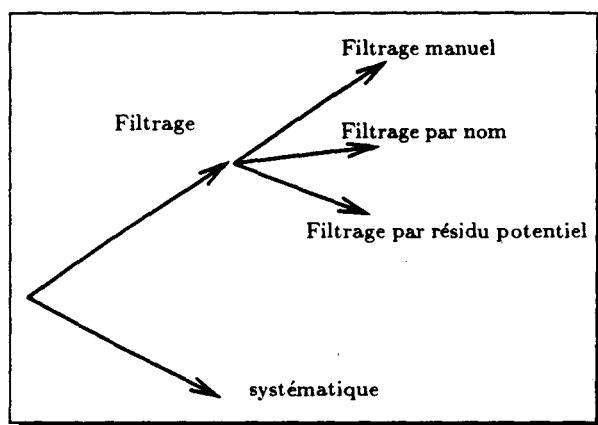 Filtrage manuel
Filtrage
Filtrage par nom
Filtrage par résidu potentiel
systématique